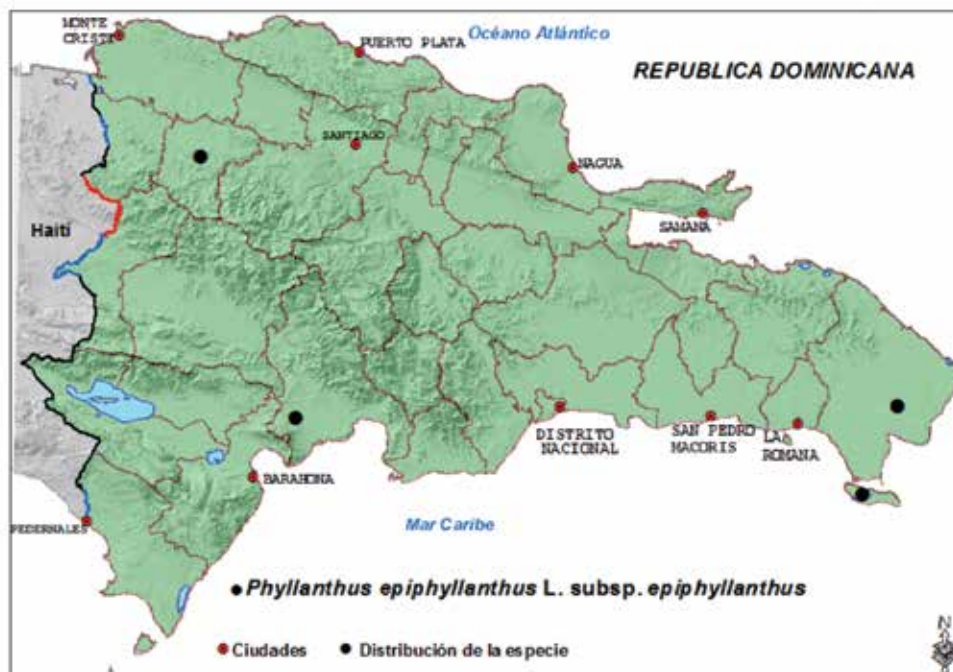 MONTE
CRISTI
PUERTO PLATA
Océano Atlántico
REPUBLICA DOMINICANA
SANTIAGO
NAGUA
SAMANA
Haití
DISTRITO
NACIONAL
SAN PEDRO
MACORIS
LA
ROMANA
BARAHONA
PEDERNALES
Mar Caribe
Phyllanthus epiphyllanthus L. subsp. epiphyllanthus
Ciudades
Distribución de la especie
N